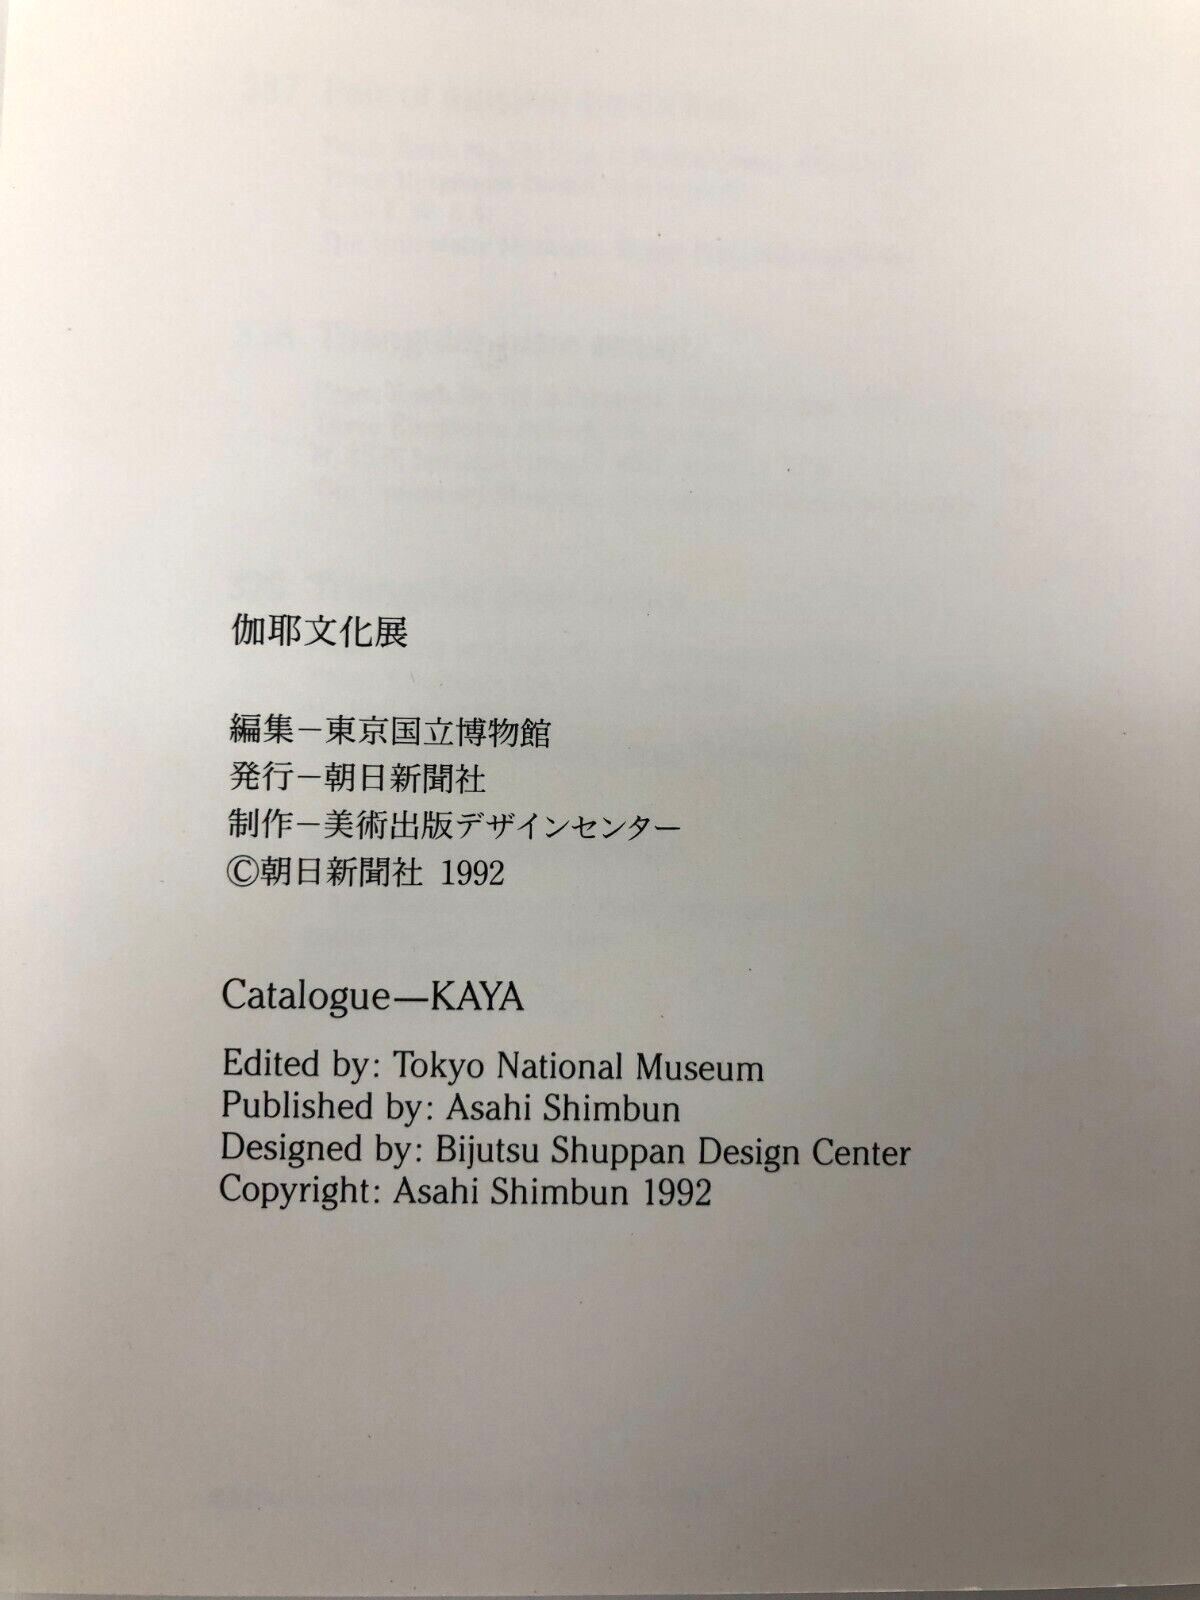 伽耶文化展
編集−東京国立博物館
発行−朝日新聞社
制作−美術出版デザインセンター
©朝日新聞社 1992
Catalogue—KAYA
Edited by: Tokyo National Museum
Published by: Asahi Shimbun
Designed by: Bijutsu Shuppan Design Center
Copyright: Asahi Shimbun 1992